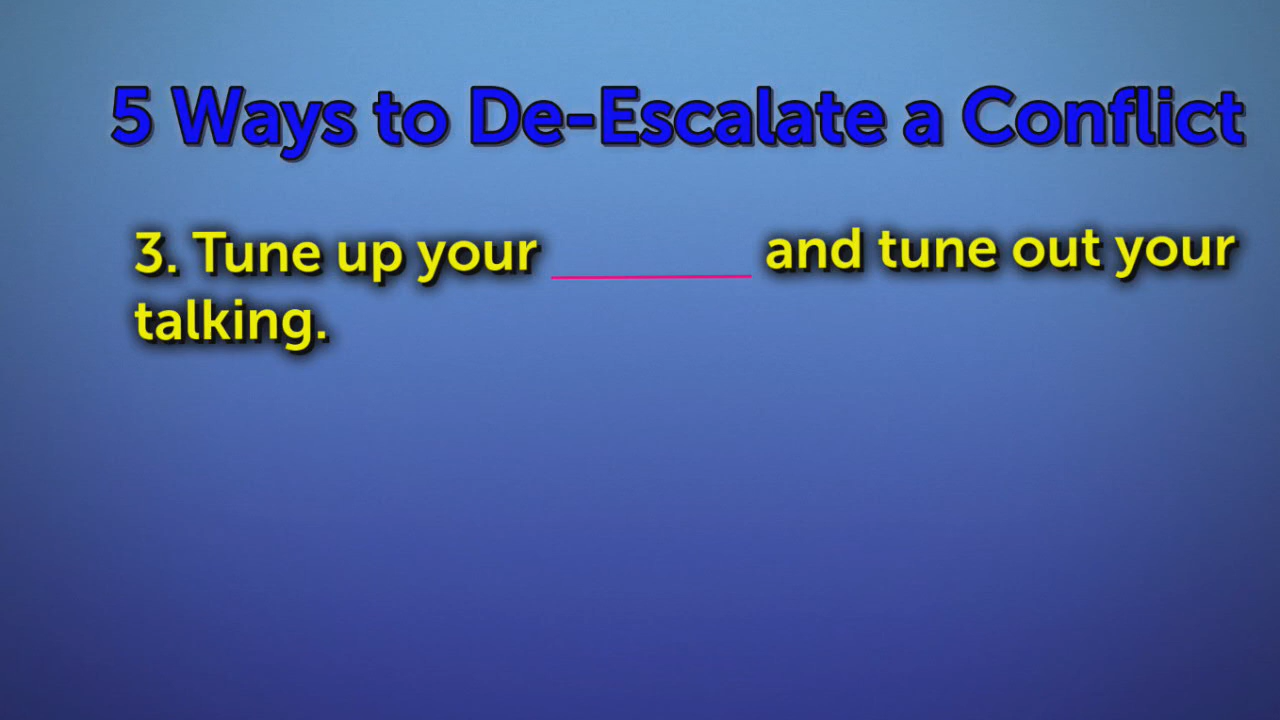 5 Ways to De-Escalate a Conflict
3. Tune up your ________ and tune out your
talking.